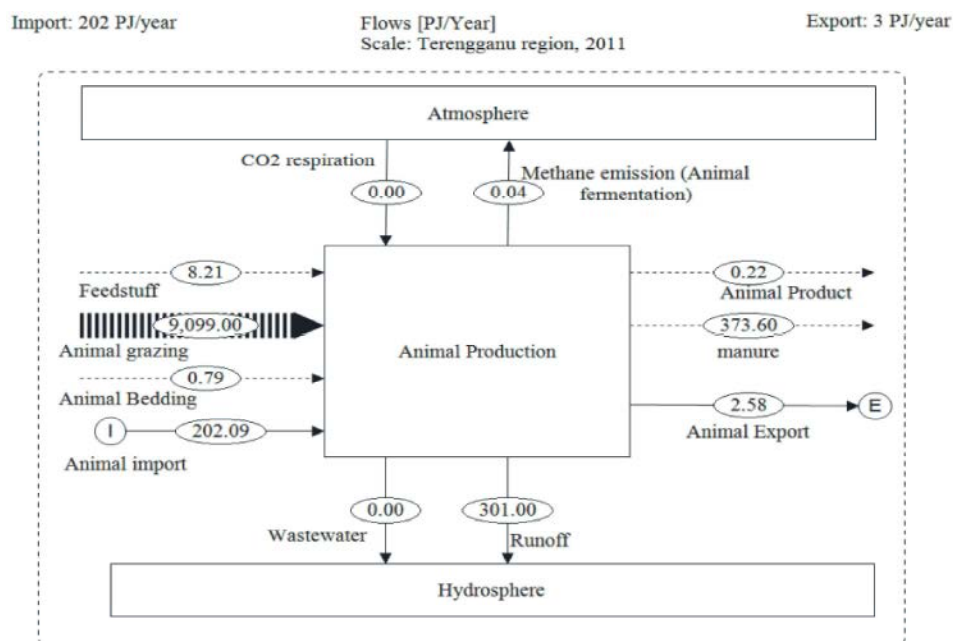 Import: 202 PJ/year
Flows [PJ/Year]
Export: 3 PJ/year
Scale: Terengganu region, 2011
Atmosphere
CO2 respiration
Methane emission (Animal
fermentation)
0.00
0.04
8.21
Feedstuff
0.22
Animal Product
9,099.00
Animal grazing
Animal Production
373.60
manure
0.79
Animal Bedding
I
202.09
Animal import
2.58
E
Animal Export
0.00
Wastewater
301.00
Runoff
Hydrosphere